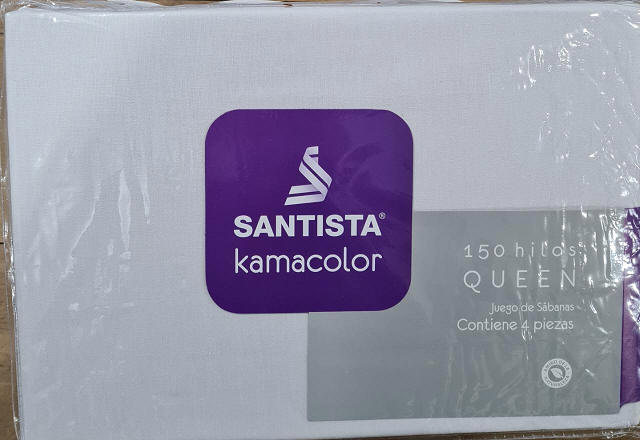 SANTISTA®
kamacolor
150 hilos
QUEEN
Juego de Sábanas
Contiene 4 piezas